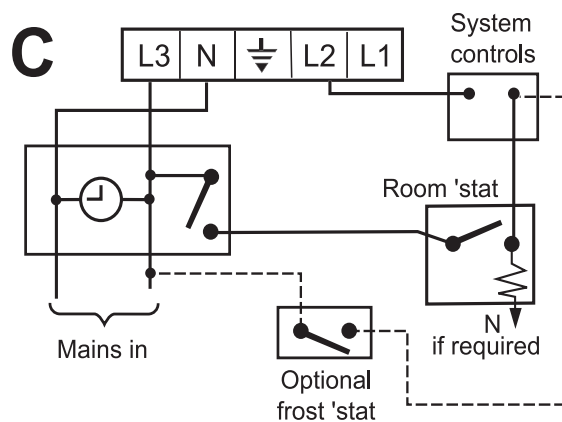 C
L3 N L2 L1
System
controls
Room 'stat
N
if required
Mains in
Optional
frost 'stat